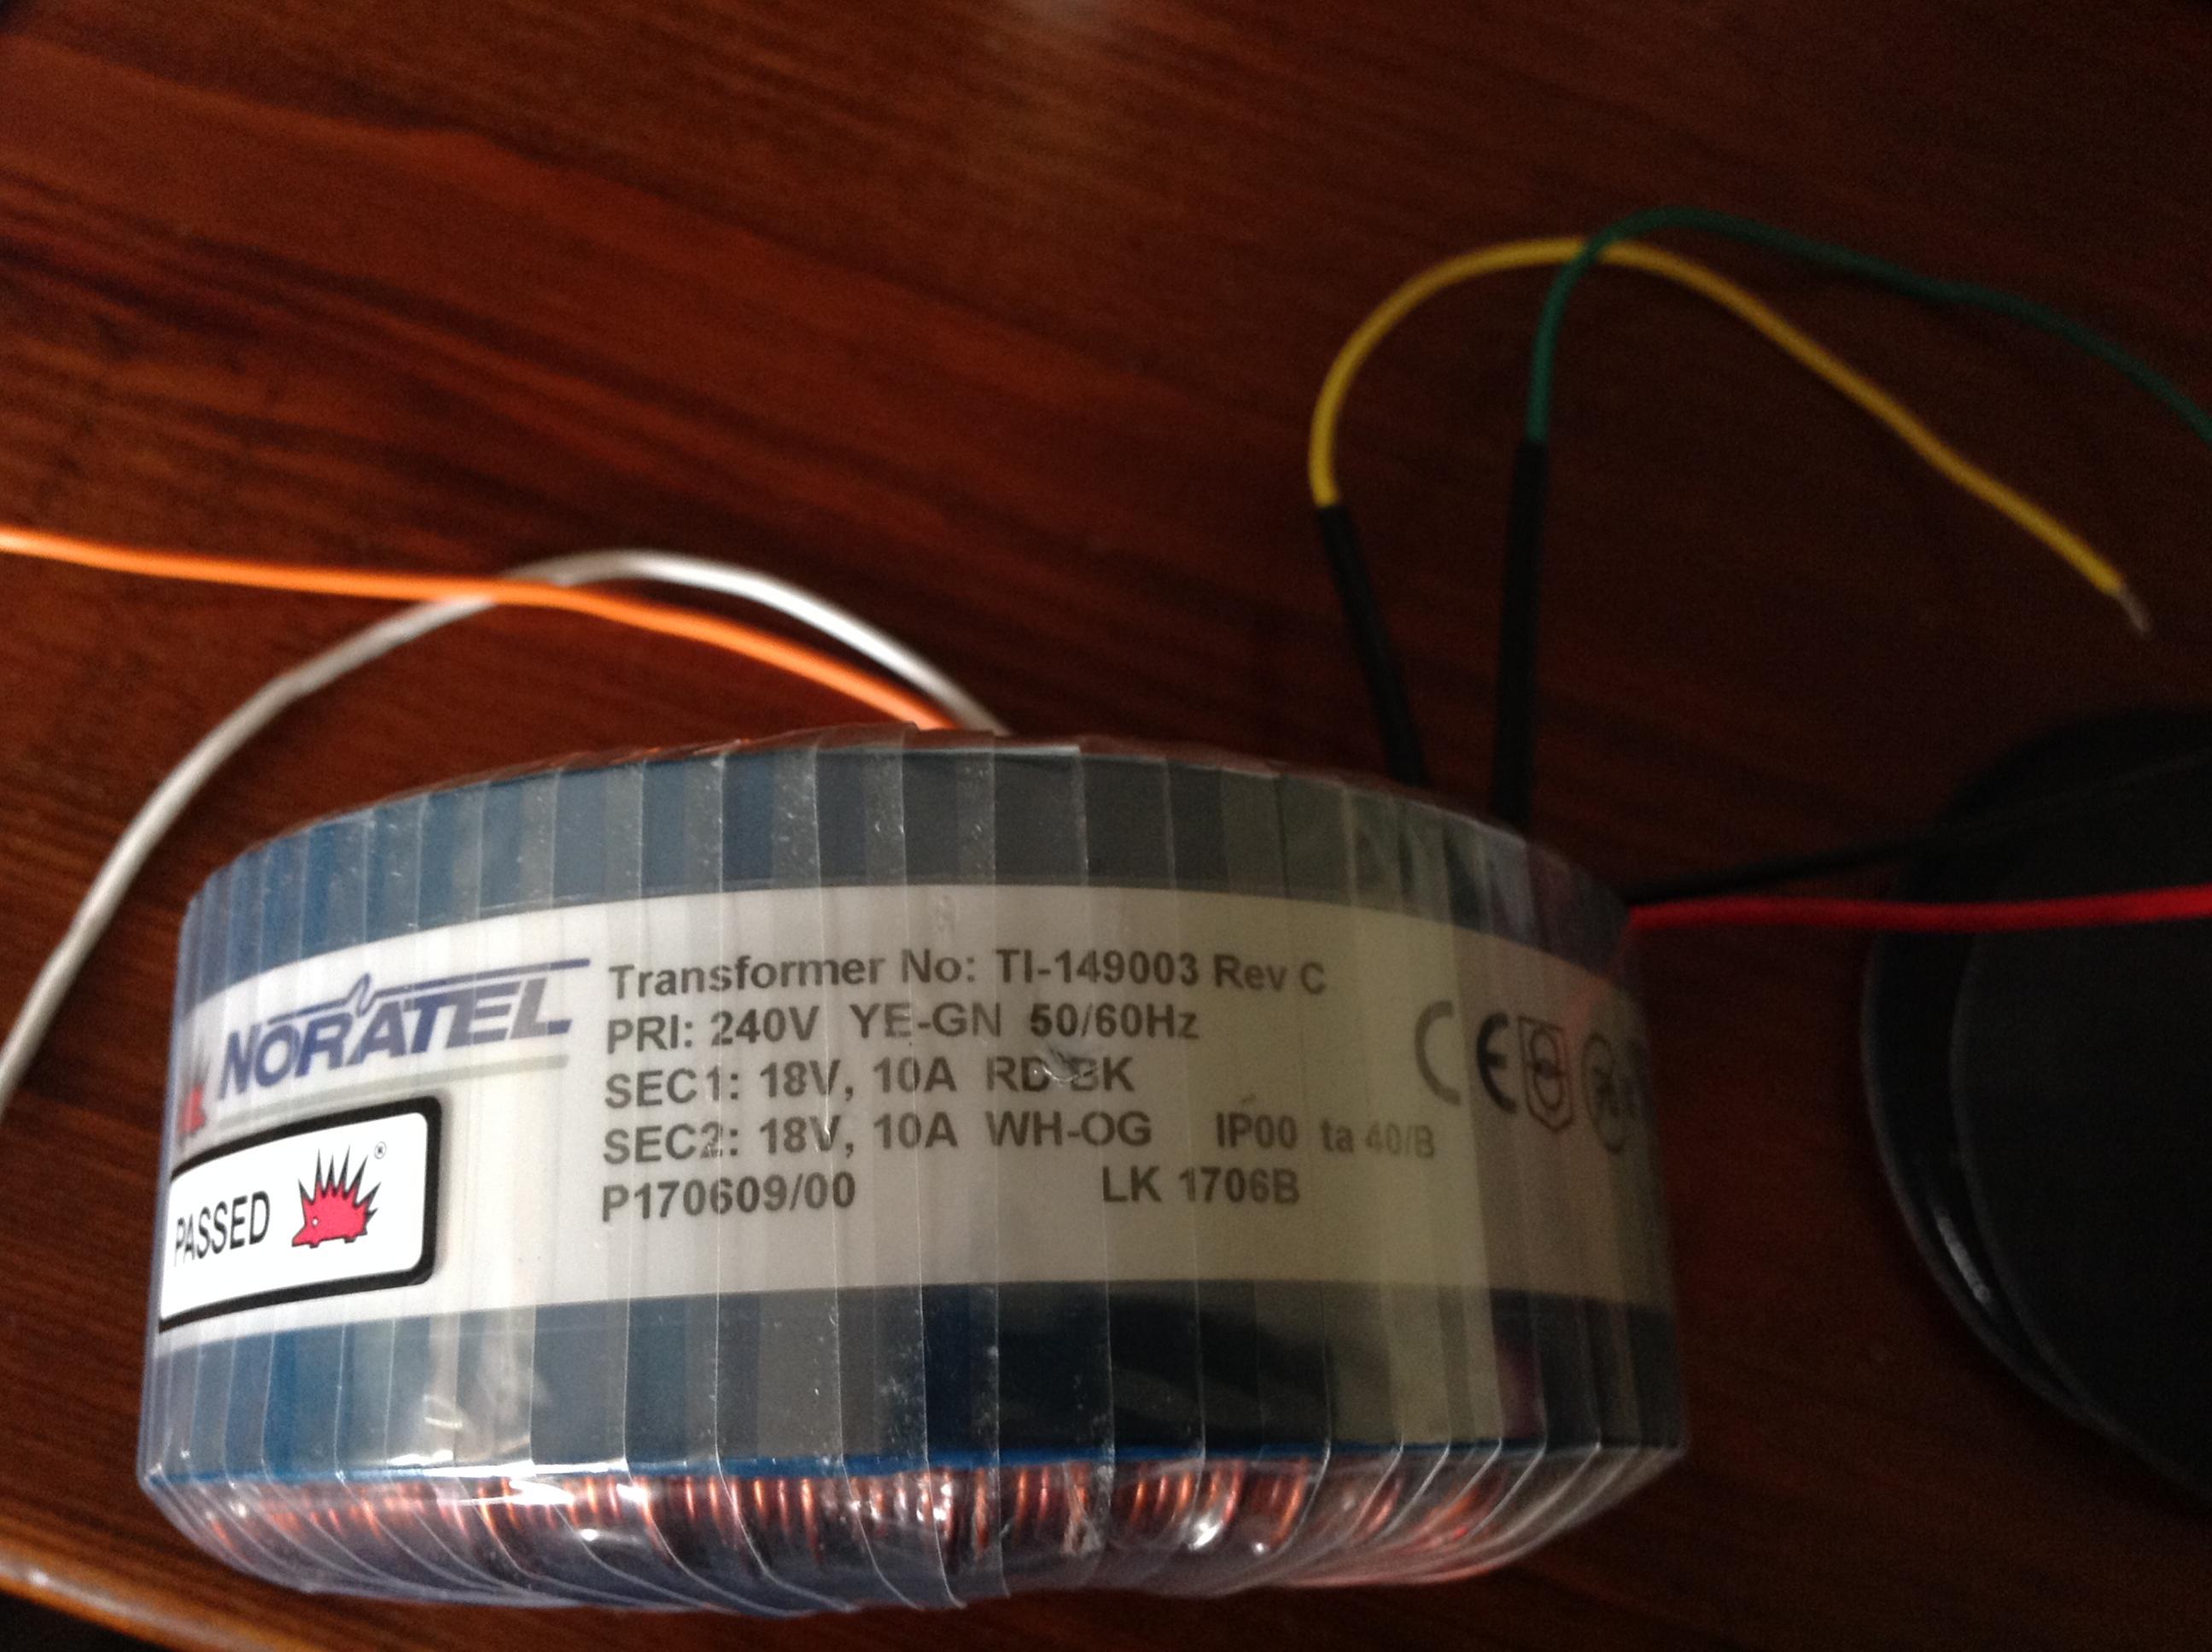 NORATEL
Transformer No: TI-149003 Rev C
PRI: 240V YE-GN 50/60Hz
SEC1: 18V, 10A RD-BK
SEC2: 18V, 10A WH-OG IP00 ta 40/B
P170609/00 LK 1706B
CE
PASSED ®